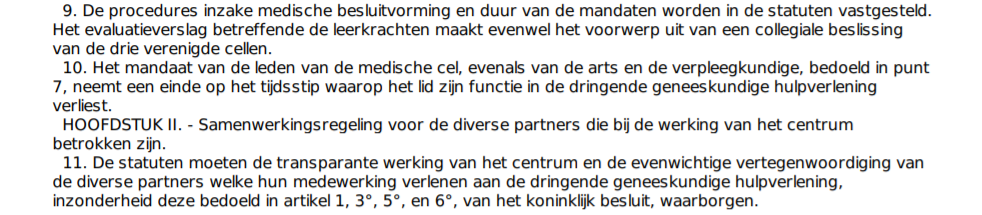 9. De procedures inzake medische besluitvorming en duur van de mandaten worden in de statuten vastgesteld.
Het evaluatieverslag betreffende de leerkrachten maakt evenwel het voorwerp uit van een collegiale beslissing
van de drie verenigde cellen.
10. Het mandaat van de leden van de medische cel, evenals van de arts en de verpleegkundige, bedoeld in punt
7, neemt een einde op het tijdsstip waarop het lid zijn functie in de dringende geneeskundige hulpverlening
verliest.
HOOFDSTUK II. - Samenwerkingsregeling voor de diverse partners die bij de werking van het centrum
betrokken zijn.
11. De statuten moeten de transparante werking van het centrum en de evenwichtige vertegenwoordiging van
de diverse partners welke hun medewerking verlenen aan de dringende geneeskundige hulpverlening,
inzonderheid deze bedoeld in artikel 1, 3°, 5°, en 6°, van het koninklijk besluit, waarborgen.